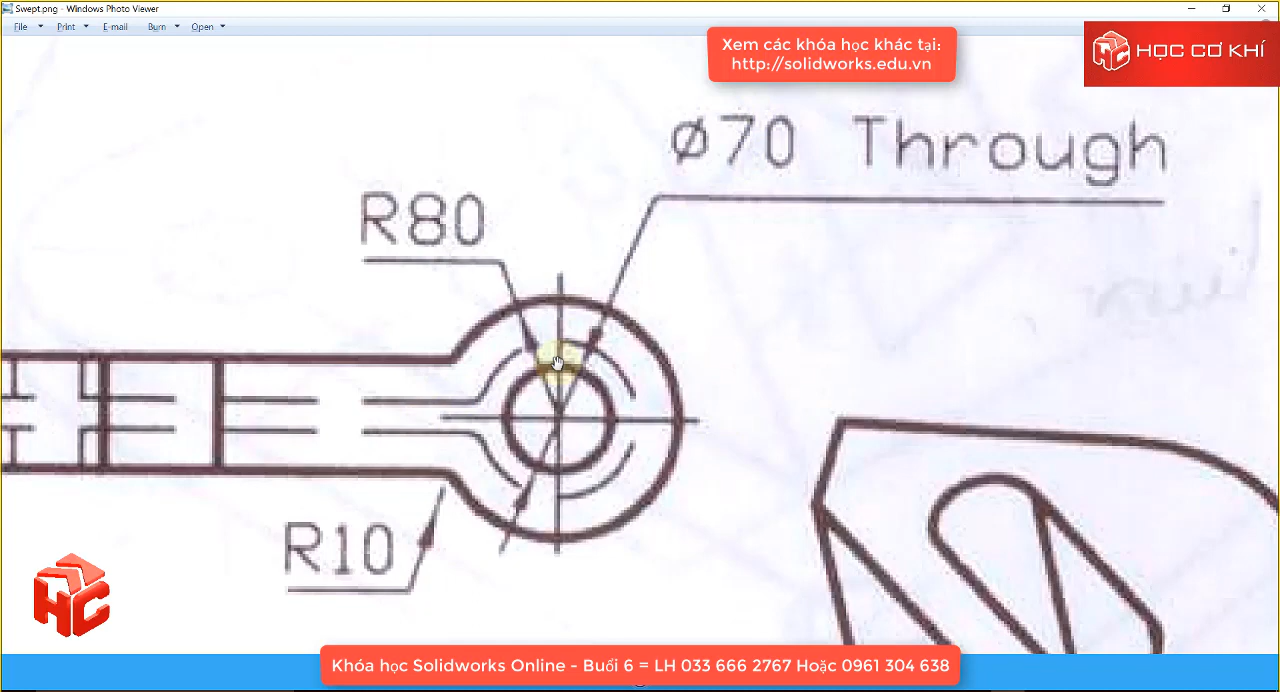 Swept.png - Windows Photo Viewer
File Print Burn E-mail Open
Xem các khóa học khác tại:
http://solidworks.edu.vn
HỌC CƠ KHÍ
Ø70 Through
R80
R10
HC
Khóa học Solidworks Online - Buổi 6 = LH 033 666 2767 Hoặc 0961 304 638